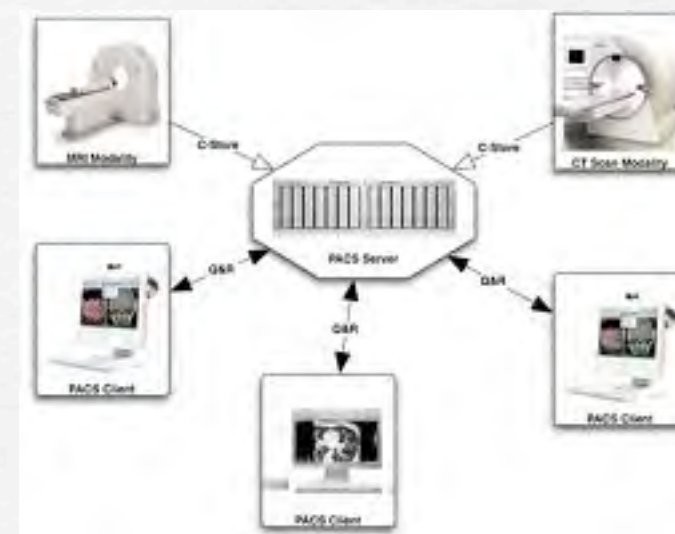 MRI Modality
CT Scan Modality
C-Store
C-Store
PACS Server
Q&R
Q&R
Q&R
PACS Client
PACS Client
PACS Client